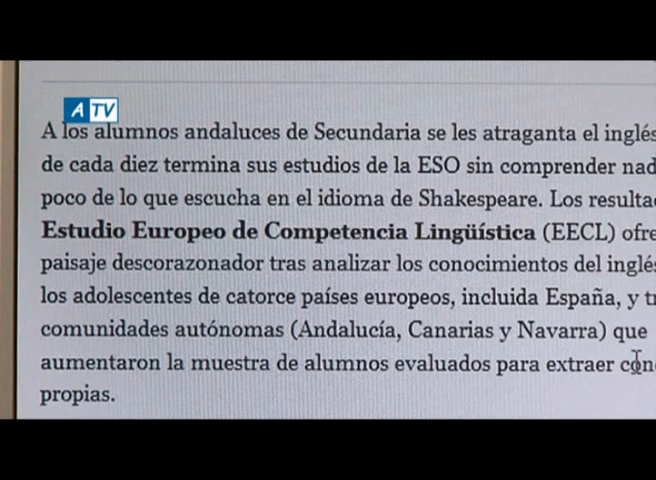 ATV
A los alumnos andaluces de Secundaria se les atraganta el inglés
de cada diez termina sus estudios de la ESO sin comprender nad
poco de lo que escucha en el idioma de Shakespeare. Los resulta
Estudio Europeo de Competencia Lingüística (EECL) ofre
paisaje descorazonador tras analizar los conocimientos del inglés
los adolescentes de catorce países europeos, incluida España, y tr
comunidades autónomas (Andalucía, Canarias y Navarra) que
aumentaron la muestra de alumnos evaluados para extraer con
propias.